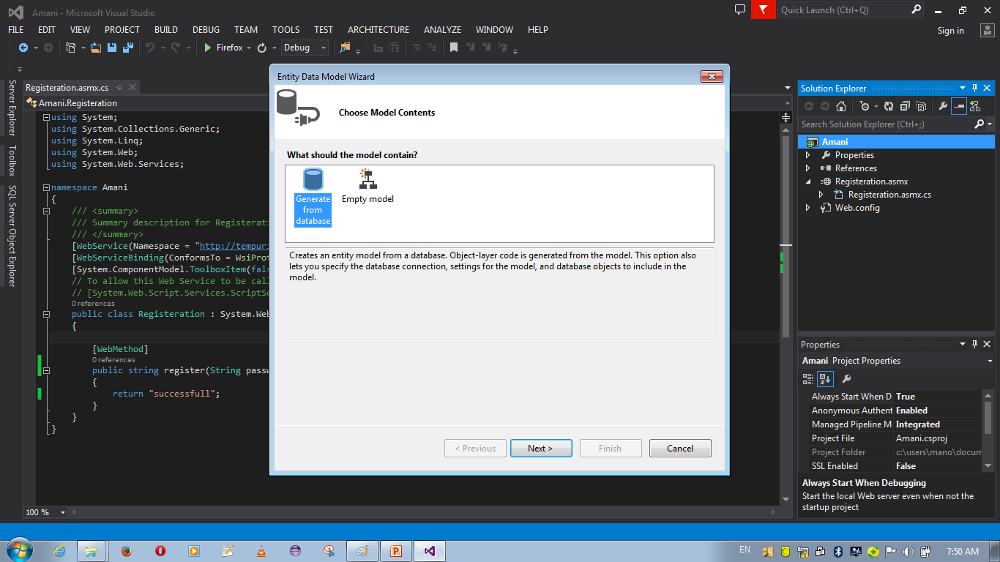 Amani - Microsoft Visual Studio
Quick Launch (Ctrl+Q)
FILE EDIT VIEW PROJECT BUILD DEBUG TEAM TOOLS TEST ARCHITECTURE ANALYZE WINDOW HELP
Sign in
Firefox
Debug
Server Explorer
Toolbox
SQL Server Object Explorer
Registeration.asmx.cs
Amani.Registeration
using System;
using System.Collections.Generic;
using System.Linq;
using System.Web;
using System.Web.Services;
namespace Amani
{
/// <summary>
/// Summary description for Registerati
/// </summary>
[WebService(Namespace = "http://tempuri
[WebServiceBinding(ConformsTo = WsiProf
[System.ComponentModel.ToolboxItem(fals
// To allow this Web Service to be call
// [System.Web.Script.Services.ScriptSe
0 references
public class Registeration : System.Web
{
[WebMethod]
0 references
public string register(String passw
{
return "successfull";
}
}
}
100 %
Entity Data Model Wizard
Choose Model Contents
What should the model contain?
Generate
from
database
Empty model
Creates an entity model from a database. Object-layer code is generated from the model. This option also
lets you specify the database connection, settings for the model, and database objects to include in the
model.
< Previous
Next >
Finish
Cancel
Solution Explorer
Search Solution Explorer (Ctrl+;)
Amani
Properties
References
Registeration.asmx
Registeration.asmx.cs
Web.config
Properties
Amani Project Properties
Always Start When D True
Anonymous Authent Enabled
Managed Pipeline M Integrated
Project File Amani.csproj
Project Folder c:\users\mano\docum
SSL Enabled False
Always Start When Debugging
Start the local Web server even when not the
startup project
EN
7:50 AM